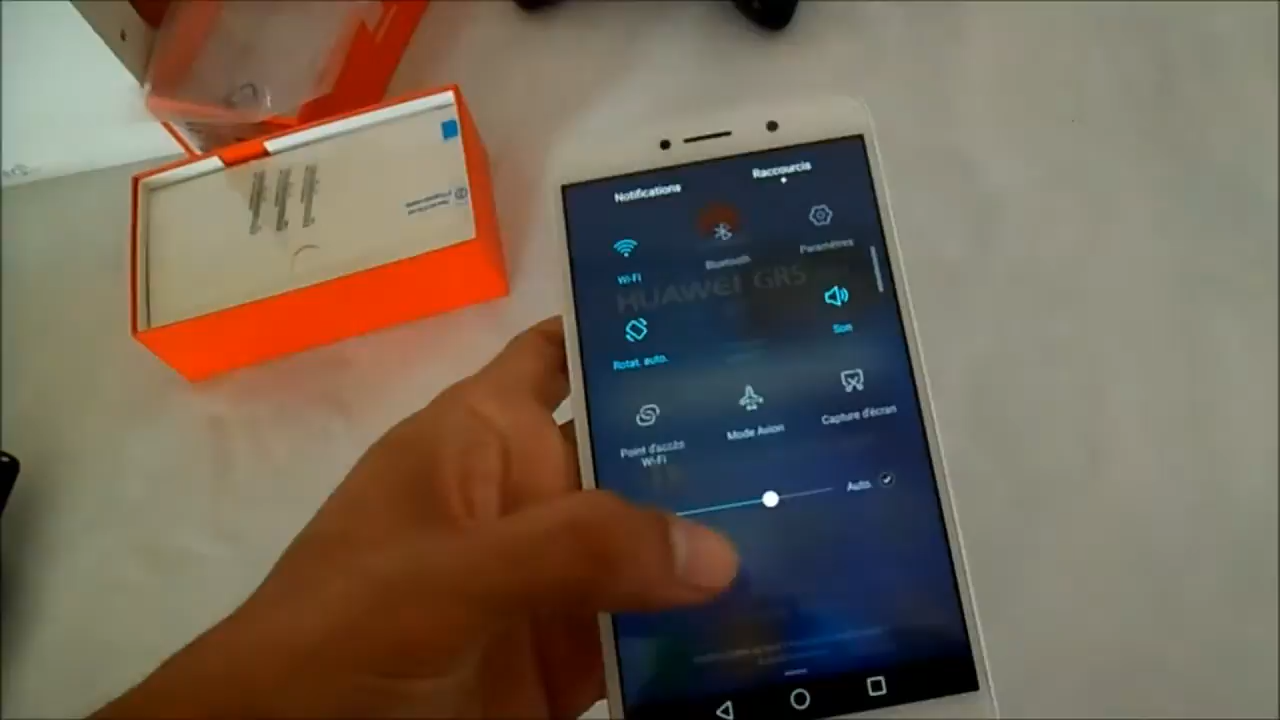 Notifications
Raccourcis
Wi-Fi
Bluetooth
Paramètres
HUAWEI GR5
Rotat. auto.
Son
Point d'accès
Wi-Fi
Mode Avion
Capture d'écran
Auto.